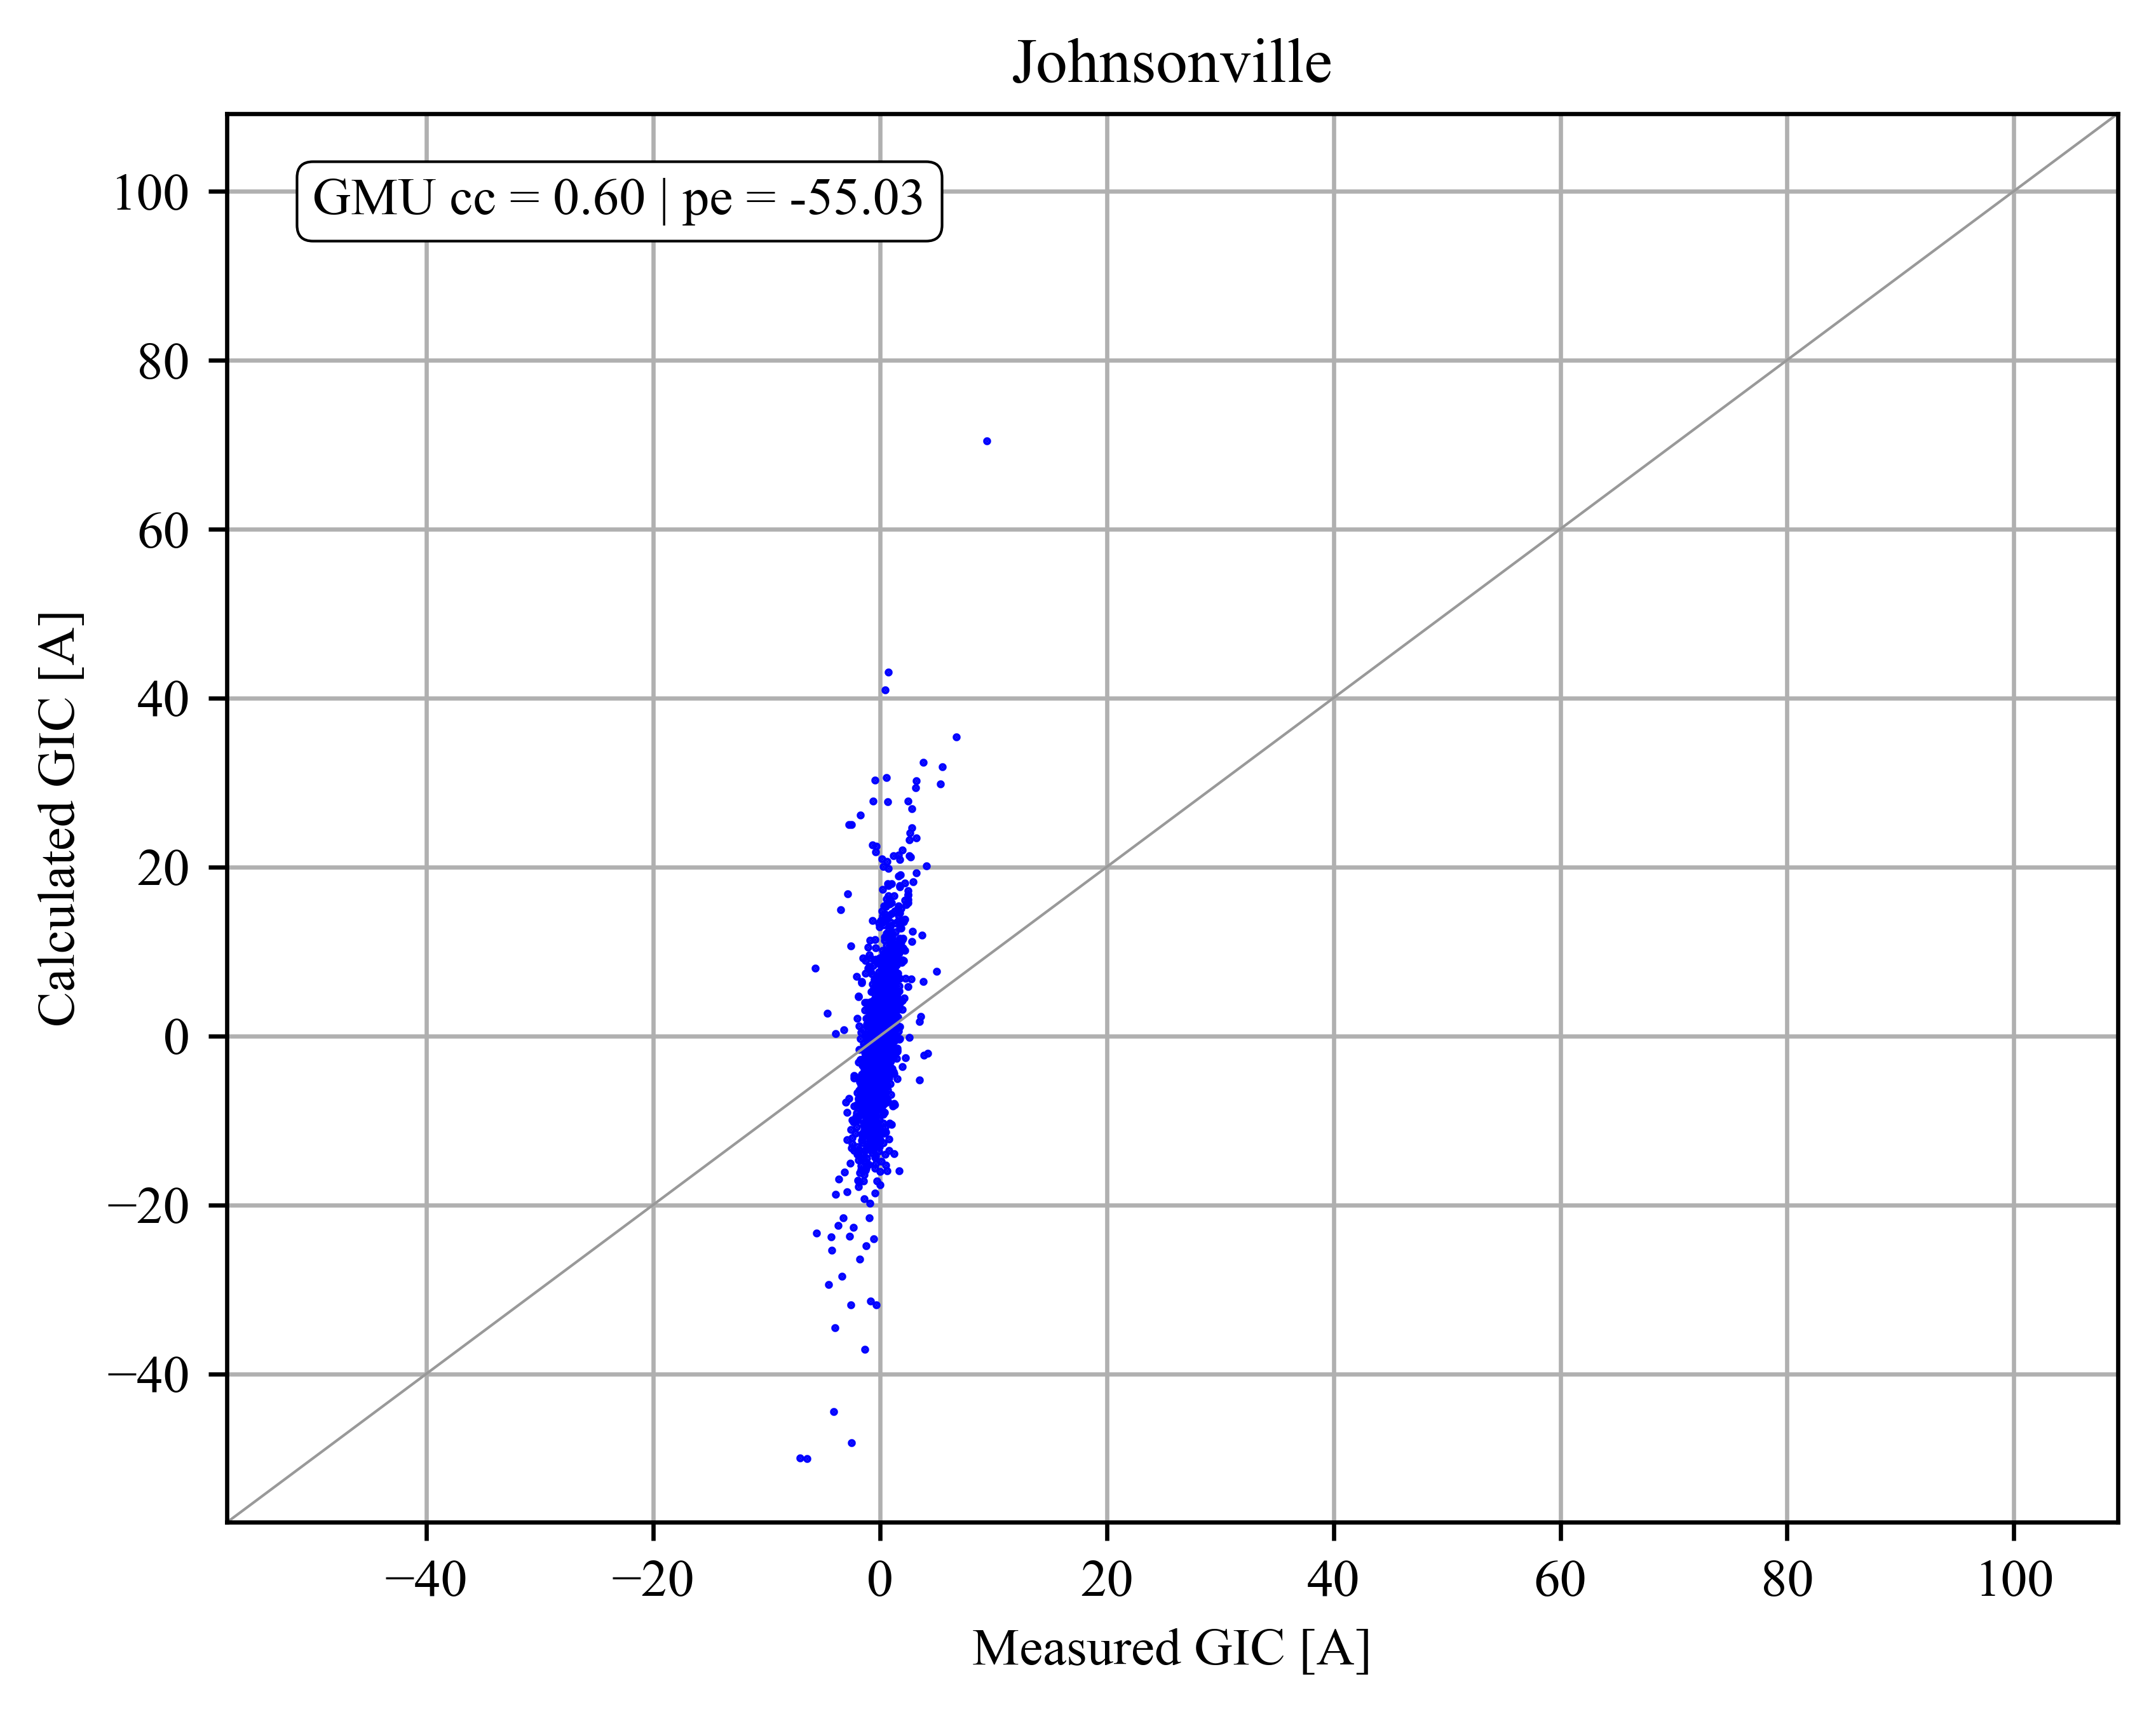 Johnsonville
GMU cc = 0.60 | pe = -55.03
100
80
60
40
20
0
−20
−40
Calculated GIC [A]
−40 −20 0 20 40 60 80 100
Measured GIC [A]